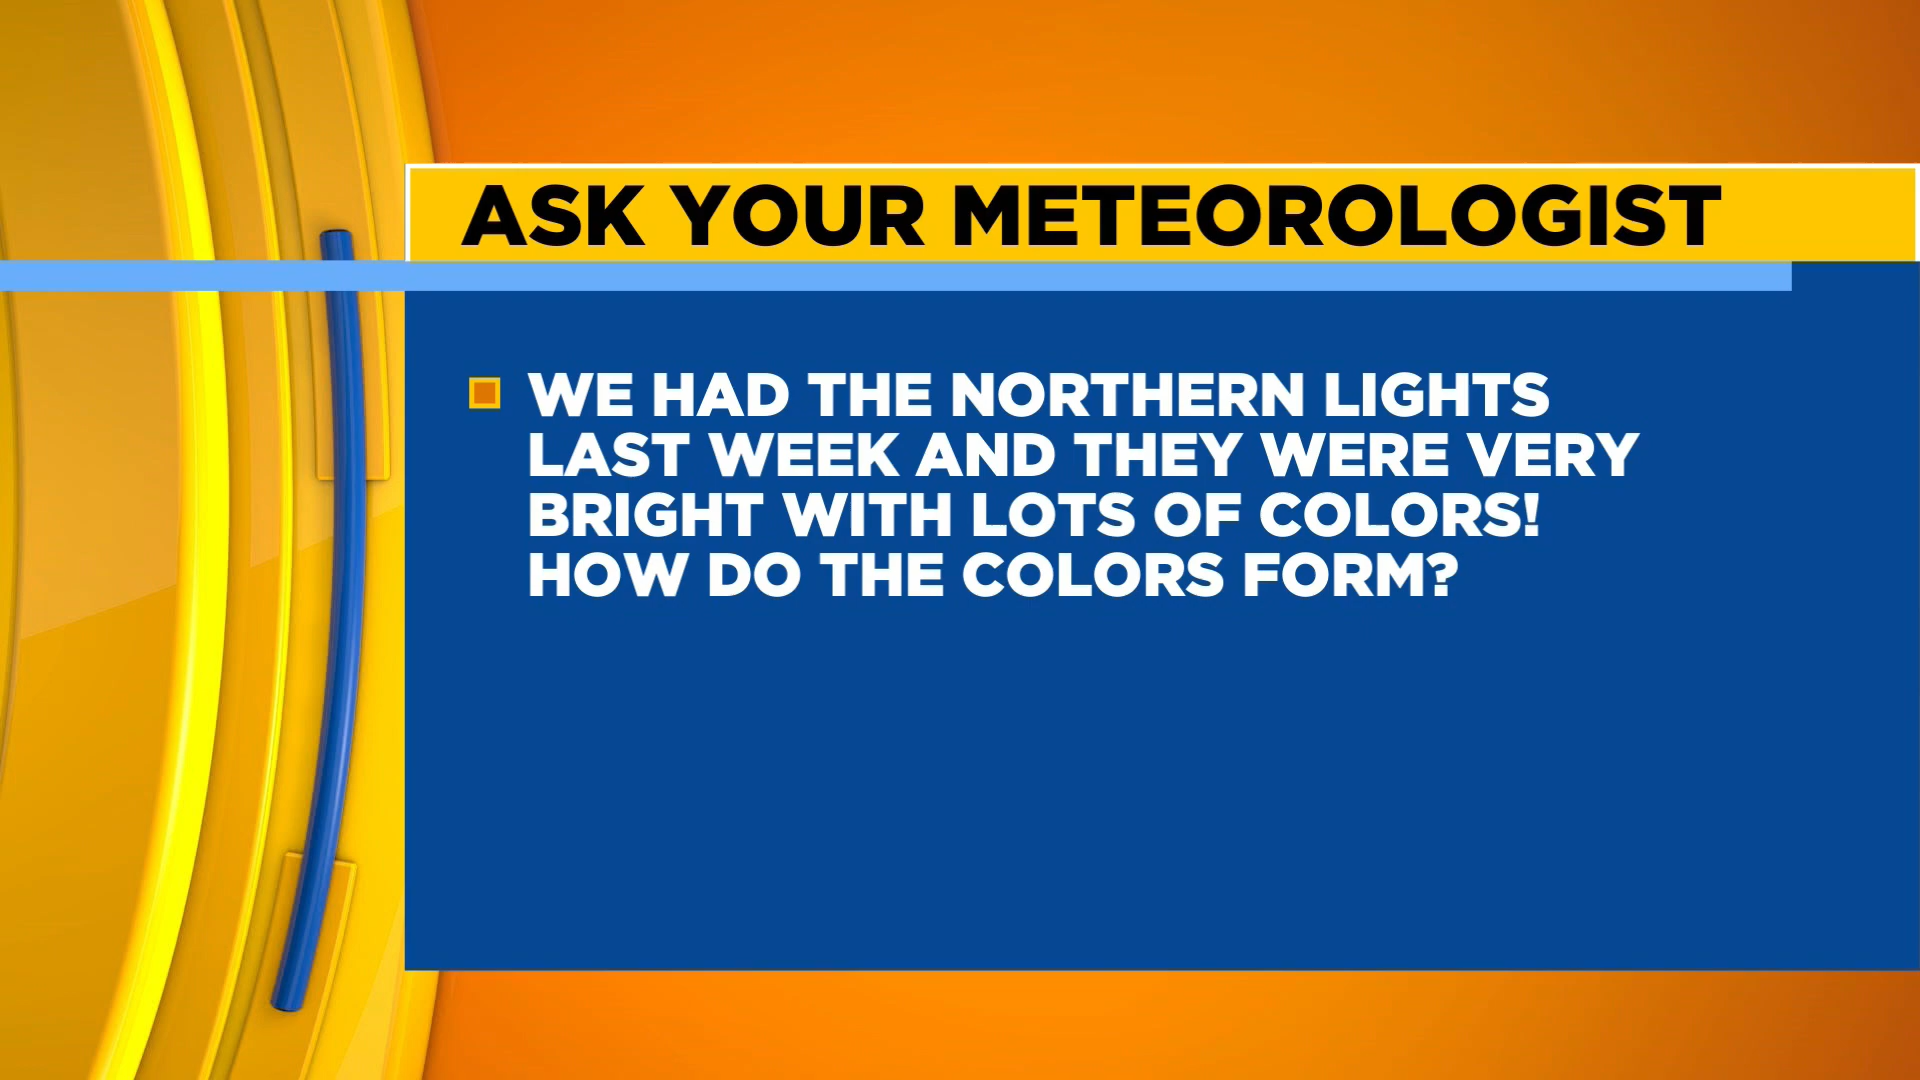 ASK YOUR METEOROLOGIST
WE HAD THE NORTHERN LIGHTS
LAST WEEK AND THEY WERE VERY
BRIGHT WITH LOTS OF COLORS!
HOW DO THE COLORS FORM?